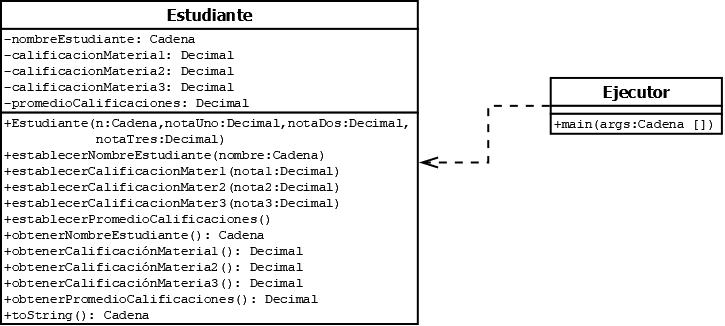 Estudiante
-nombreEstudiante: Cadena
-calificacionMateria1: Decimal
-calificacionMateria2: Decimal
-calificacionMateria3: Decimal
-promedioCalificaciones: Decimal
+Estudiante(n:Cadena,notaUno:Decimal,notaDos:Decimal,
notaTres:Decimal)
+establecerNombreEstudiante(nombre:Cadena)
+establecerCalificacionMater1(nota1:Decimal)
+establecerCalificacionMater2(nota2:Decimal)
+establecerCalificacionMater3(nota3:Decimal)
+establecerPromedioCalificaciones()
+obtenerNombreEstudiante(): Cadena
+obtenerCalificaciónMateria1(): Decimal
+obtenerCalificaciónMateria2(): Decimal
+obtenerCalificaciónMateria3(): Decimal
+obtenerPromedioCalificaciones(): Decimal
+toString(): Cadena
Ejecutor
+main(args:Cadena [])